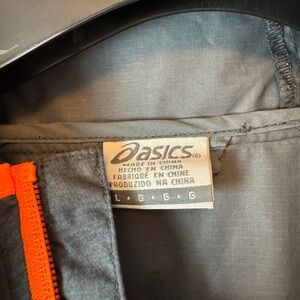 asics®
MADE IN CHINA
HECHO EN CHINA
FABRIQUÉ EN CHINE
PRODUZIDO NA CHINA
L • G • G • G